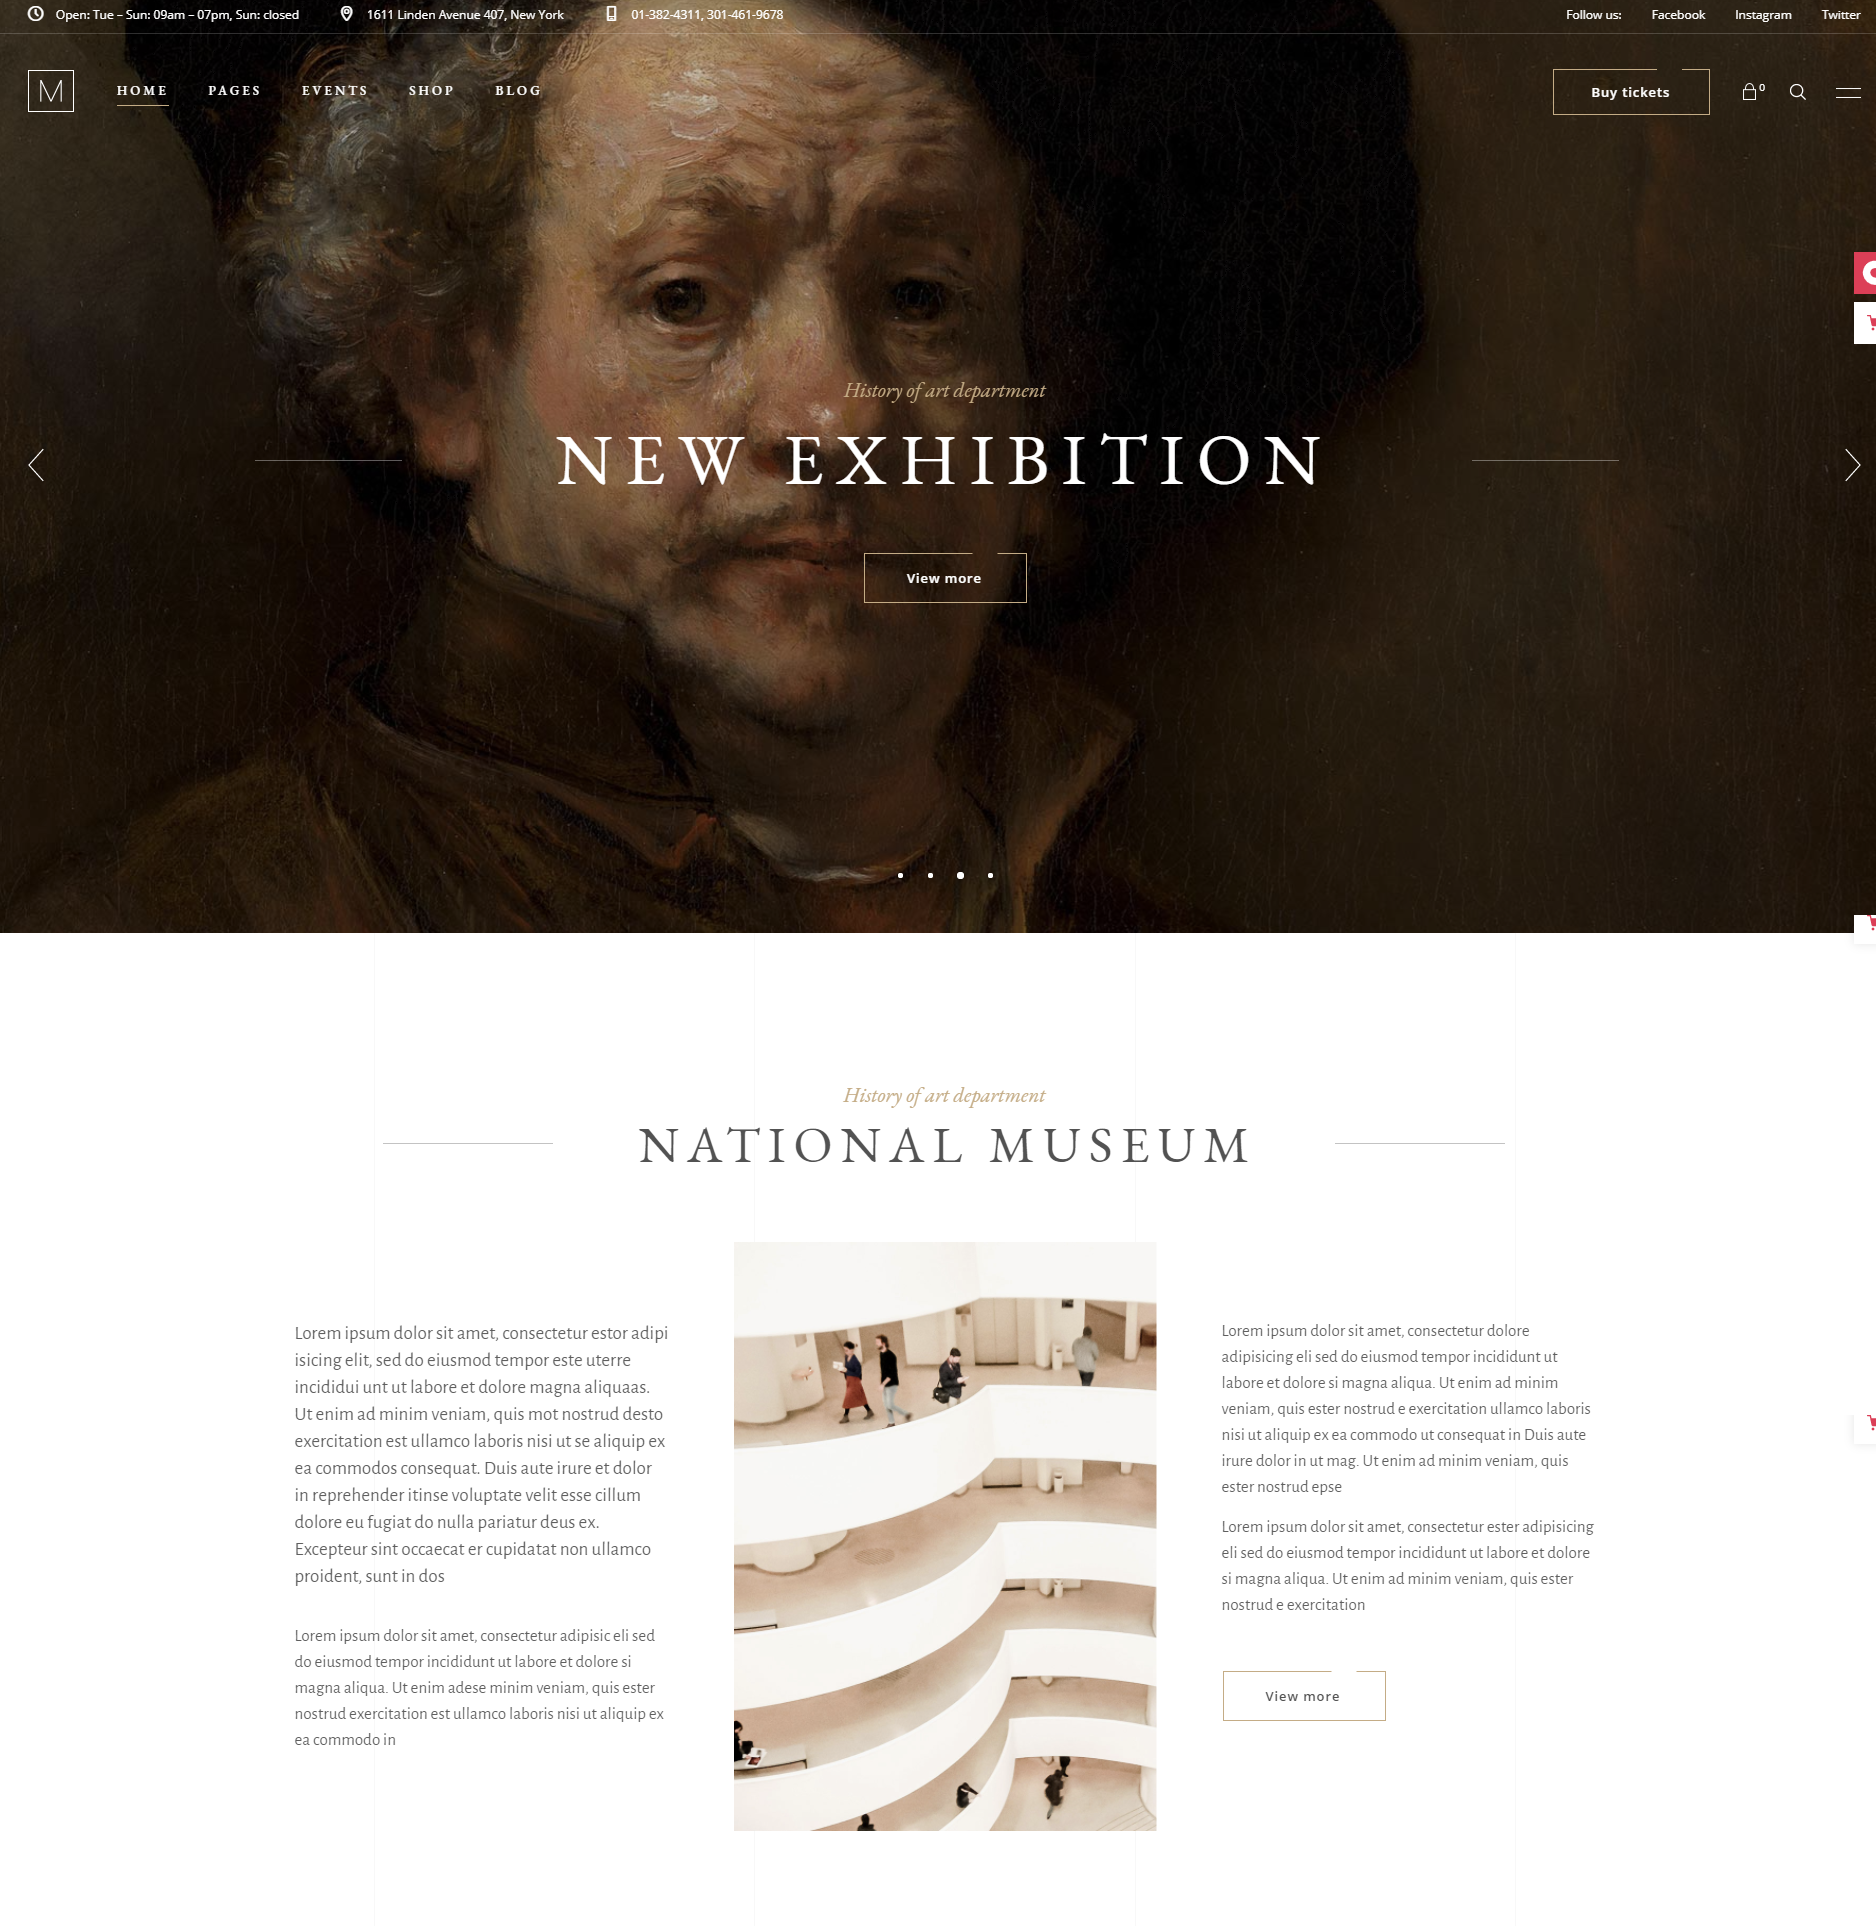 Open: Tue – Sun: 09am – 07pm, Sun: closed
1611 Linden Avenue 407, New York
01-382-4311, 301-461-9678
Follow us:
Facebook
Instagram
Twitter
M
HOME
PAGES
EVENTS
SHOP
BLOG
Buy tickets
0
History of art department
NEW EXHIBITION
View more
History of art department
NATIONAL MUSEUM
Lorem ipsum dolor sit amet, consectetur estor adipi
isicing elit, sed do eiusmod tempor este uterre
incididui unt ut labore et dolore magna aliquaas.
Ut enim ad minim veniam, quis mot nostrud desto
exercitation est ullamco laboris nisi ut se aliquip ex
ea commodos consequat. Duis aute irure et dolor
in reprehender itinse voluptate velit esse cillum
dolore eu fugiat do nulla pariatur deus ex.
Excepteur sint occaecat er cupidatat non ullamco
proident, sunt in dos
Lorem ipsum dolor sit amet, consectetur adipisic eli sed
do eiusmod tempor incididunt ut labore et dolore si
magna aliqua. Ut enim adese minim veniam, quis ester
nostrud exercitation est ullamco laboris nisi ut aliquip ex
ea commodo in
Lorem ipsum dolor sit amet, consectetur dolore
adipisicing eli sed do eiusmod tempor incididunt ut
labore et dolore si magna aliqua. Ut enim ad minim
veniam, quis ester nostrud e exercitation ullamco laboris
nisi ut aliquip ex ea commodo ut consequat in Duis aute
irure dolor in ut mag. Ut enim ad minim veniam, quis
ester nostrud epse
Lorem ipsum dolor sit amet, consectetur ester adipisicing
eli sed do eiusmod tempor incididunt ut labore et dolore
si magna aliqua. Ut enim ad minim veniam, quis ester
nostrud e exercitation
View more